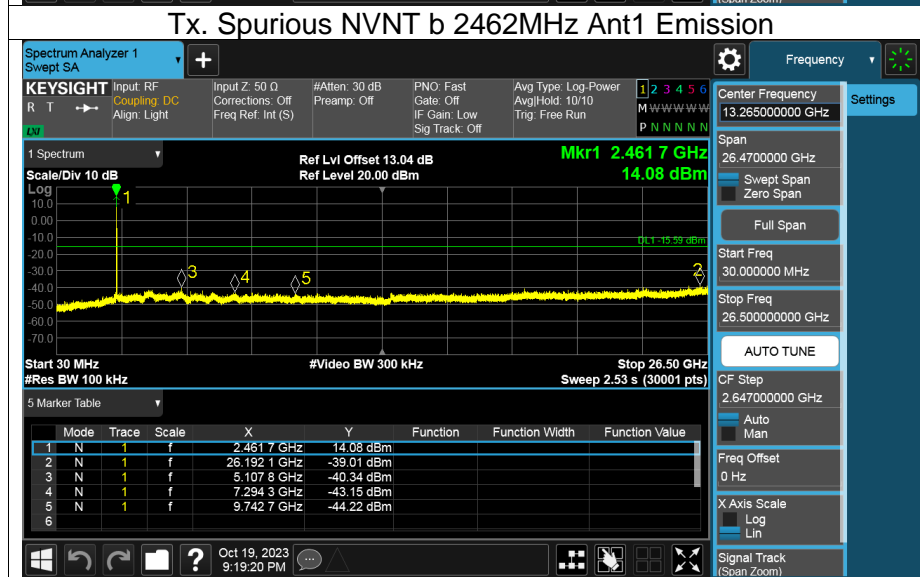 (Span Zoom)
Tx. Spurious NVNT b 2462MHz Ant1 Emission
Spectrum Analyzer 1
Swept SA
Frequency
KEYSIGHT
R T
LXI
Input: RF
Coupling: DC
Align: Light
Input Z: 50 Ω
Corrections: Off
Freq Ref: Int (S)
#Atten: 30 dB
Preamp: Off
PNO: Fast
Gate: Off
IF Gain: Low
Sig Track: Off
Avg Type: Log-Power
Avg|Hold: 10/10
Trig: Free Run
1 2 3 4 5 6
M W W W W W
P N N N N N
1 Spectrum
Scale/Div 10 dB
Ref Lvl Offset 13.04 dB
Ref Level 20.00 dBm
Mkr1 2.461 7 GHz
14.08 dBm
Log
10.0
0.00
-10.0
-20.0
-30.0
-40.0
-50.0
-60.0
-70.0
1
3
4
5
2
DL1 -15.59 dBm
Start 30 MHz
#Res BW 100 kHz
#Video BW 300 kHz
Stop 26.50 GHz
Sweep 2.53 s (30001 pts)
5 Marker Table
Mode Trace Scale X Y Function Function Width Function Value
1 N 1 f 2.461 7 GHz 14.08 dBm
2 N 1 f 26.192 1 GHz -39.01 dBm
3 N 1 f 5.107 8 GHz -40.34 dBm
4 N 1 f 7.294 3 GHz -43.15 dBm
5 N 1 f 9.742 7 GHz -44.22 dBm
6
Oct 19, 2023
9:19:20 PM
Center Frequency
13.265000000 GHz
Settings
Span
26.4700000 GHz
Swept Span
Zero Span
Full Span
Start Freq
30.000000 MHz
Stop Freq
26.500000000 GHz
AUTO TUNE
CF Step
2.647000000 GHz
Auto
Man
Freq Offset
0 Hz
X Axis Scale
Log
Lin
Signal Track
(Span Zoom)